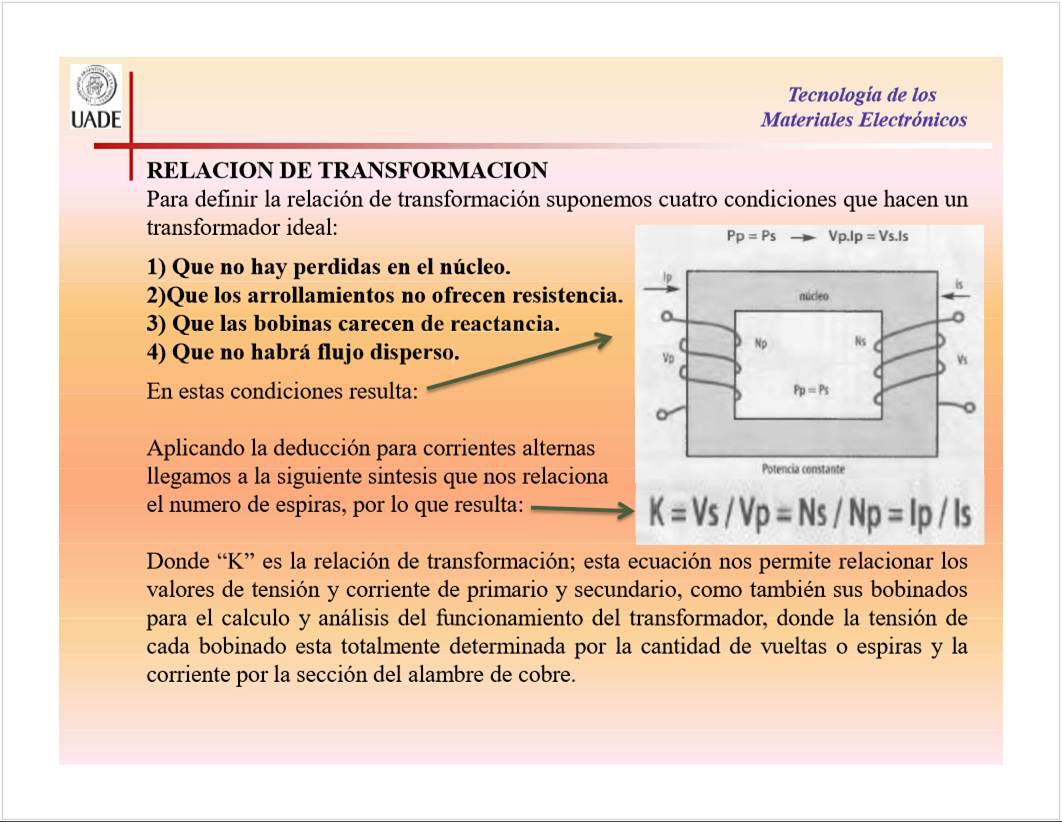 UADE
Tecnología de los
Materiales Electrónicos
RELACION DE TRANSFORMACION
Para definir la relación de transformación suponemos cuatro condiciones que hacen un
transformador ideal:
Pp = Ps → Vp.Ip = Vs.Is
1) Que no hay perdidas en el núcleo.
2)Que los arrollamientos no ofrecen resistencia.
3) Que las bobinas carecen de reactancia.
4) Que no habrá flujo disperso.
En estas condiciones resulta:
Ip
is
núcleo
Np
Ns
Vp
Vs
Pp = Ps
Potencia constante
Aplicando la deducción para corrientes alternas
llegamos a la siguiente sintesis que nos relaciona
el numero de espiras, por lo que resulta:
K = Vs / Vp = Ns / Np = Ip / Is
Donde “K” es la relación de transformación; esta ecuación nos permite relacionar los
valores de tensión y corriente de primario y secundario, como también sus bobinados
para el calculo y análisis del funcionamiento del transformador, donde la tensión de
cada bobinado esta totalmente determinada por la cantidad de vueltas o espiras y la
corriente por la sección del alambre de cobre.